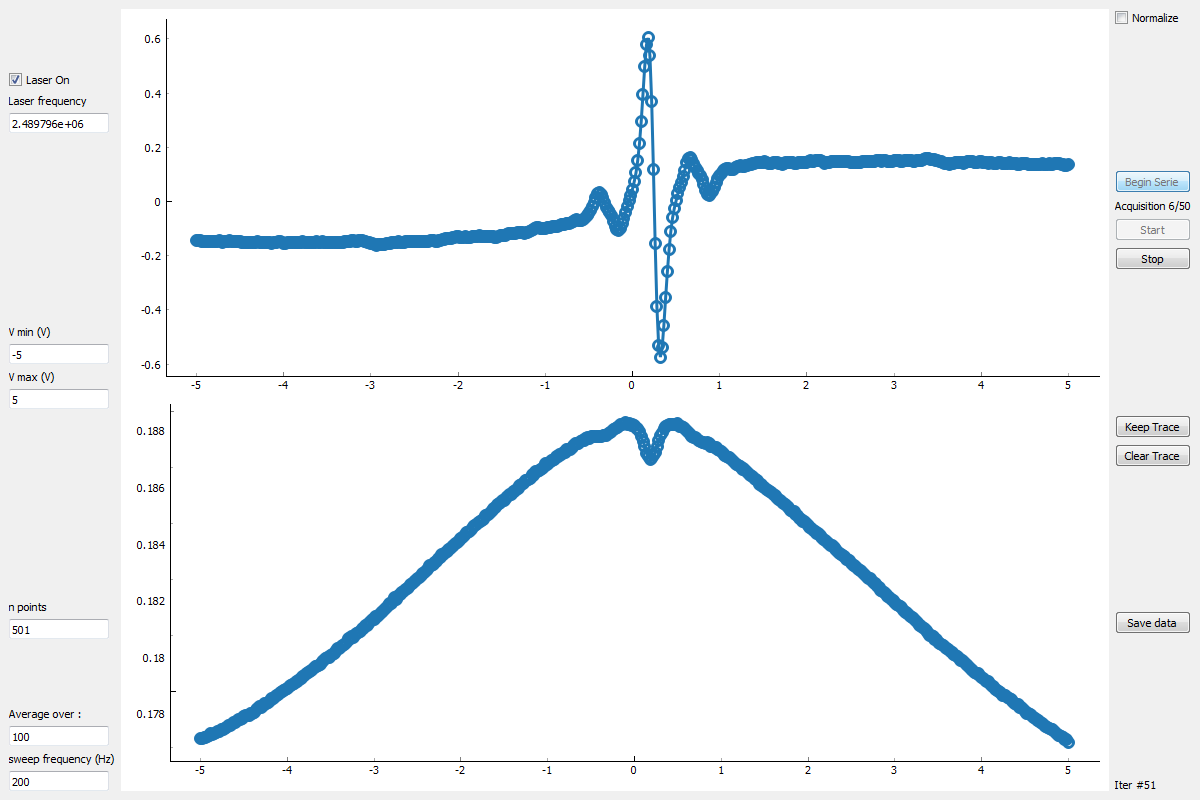 Normalize
Laser On
Laser frequency
2.489796e+06
V min (V)
-5
V max (V)
5
n points
501
Average over :
100
sweep frequency (Hz)
200
0.6
0.4
0.2
0
-0.2
-0.4
-0.6
-5 -4 -3 -2 -1 0 1 2 3 4 5
0.188
0.186
0.184
0.182
0.18
0.178
-5 -4 -3 -2 -1 0 1 2 3 4 5
Begin Serie
Acquisition 6/50
Start
Stop
Keep Trace
Clear Trace
Save data
Iter #51